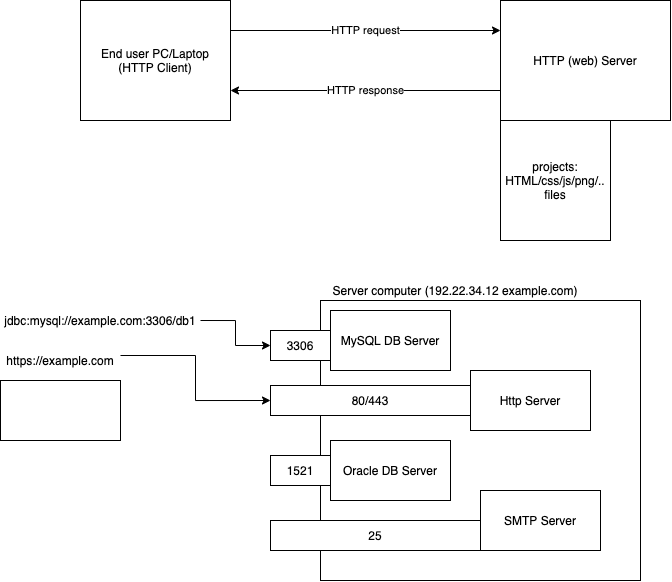 End user PC/Laptop
(HTTP Client)
HTTP request
HTTP response
HTTP (web) Server
projects:
HTML/css/js/png/..
files
Server computer (192.22.34.12 example.com)
jdbc:mysql://example.com:3306/db1
3306
MySQL DB Server
https://example.com
80/443
Http Server
1521
Oracle DB Server
SMTP Server
25